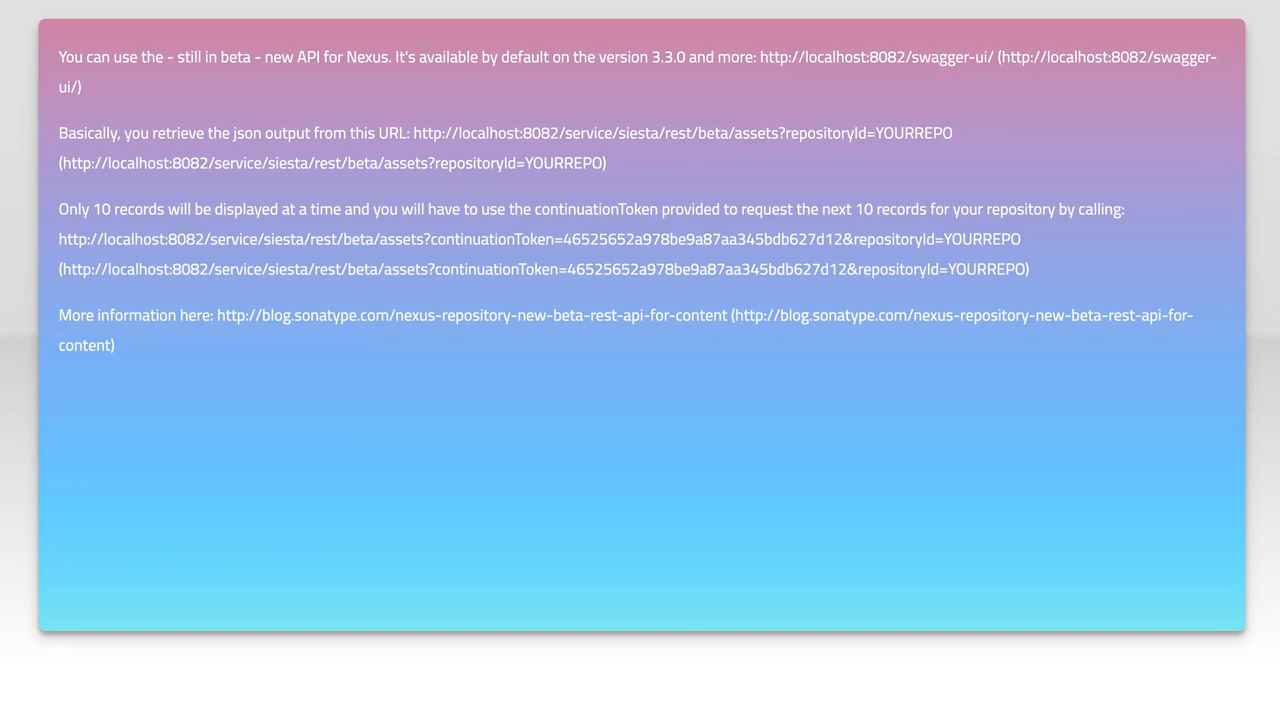 You can use the - still in beta - new API for Nexus. It's available by default on the version 3.3.0 and more: http://localhost:8082/swagger-ui/ (http://localhost:8082/swagger-
ui/)
Basically, you retrieve the json output from this URL: http://localhost:8082/service/siesta/rest/beta/assets?repositoryId=YOURREPO
(http://localhost:8082/service/siesta/rest/beta/assets?repositoryId=YOURREPO)
Only 10 records will be displayed at a time and you will have to use the continuationToken provided to request the next 10 records for your repository by calling:
http://localhost:8082/service/siesta/rest/beta/assets?continuationToken=46525652a978be9a87aa345bdb627d12&repositoryId=YOURREPO
(http://localhost:8082/service/siesta/rest/beta/assets?continuationToken=46525652a978be9a87aa345bdb627d12&repositoryId=YOURREPO)
More information here: http://blog.sonatype.com/nexus-repository-new-beta-rest-api-for-content (http://blog.sonatype.com/nexus-repository-new-beta-rest-api-for-
content)